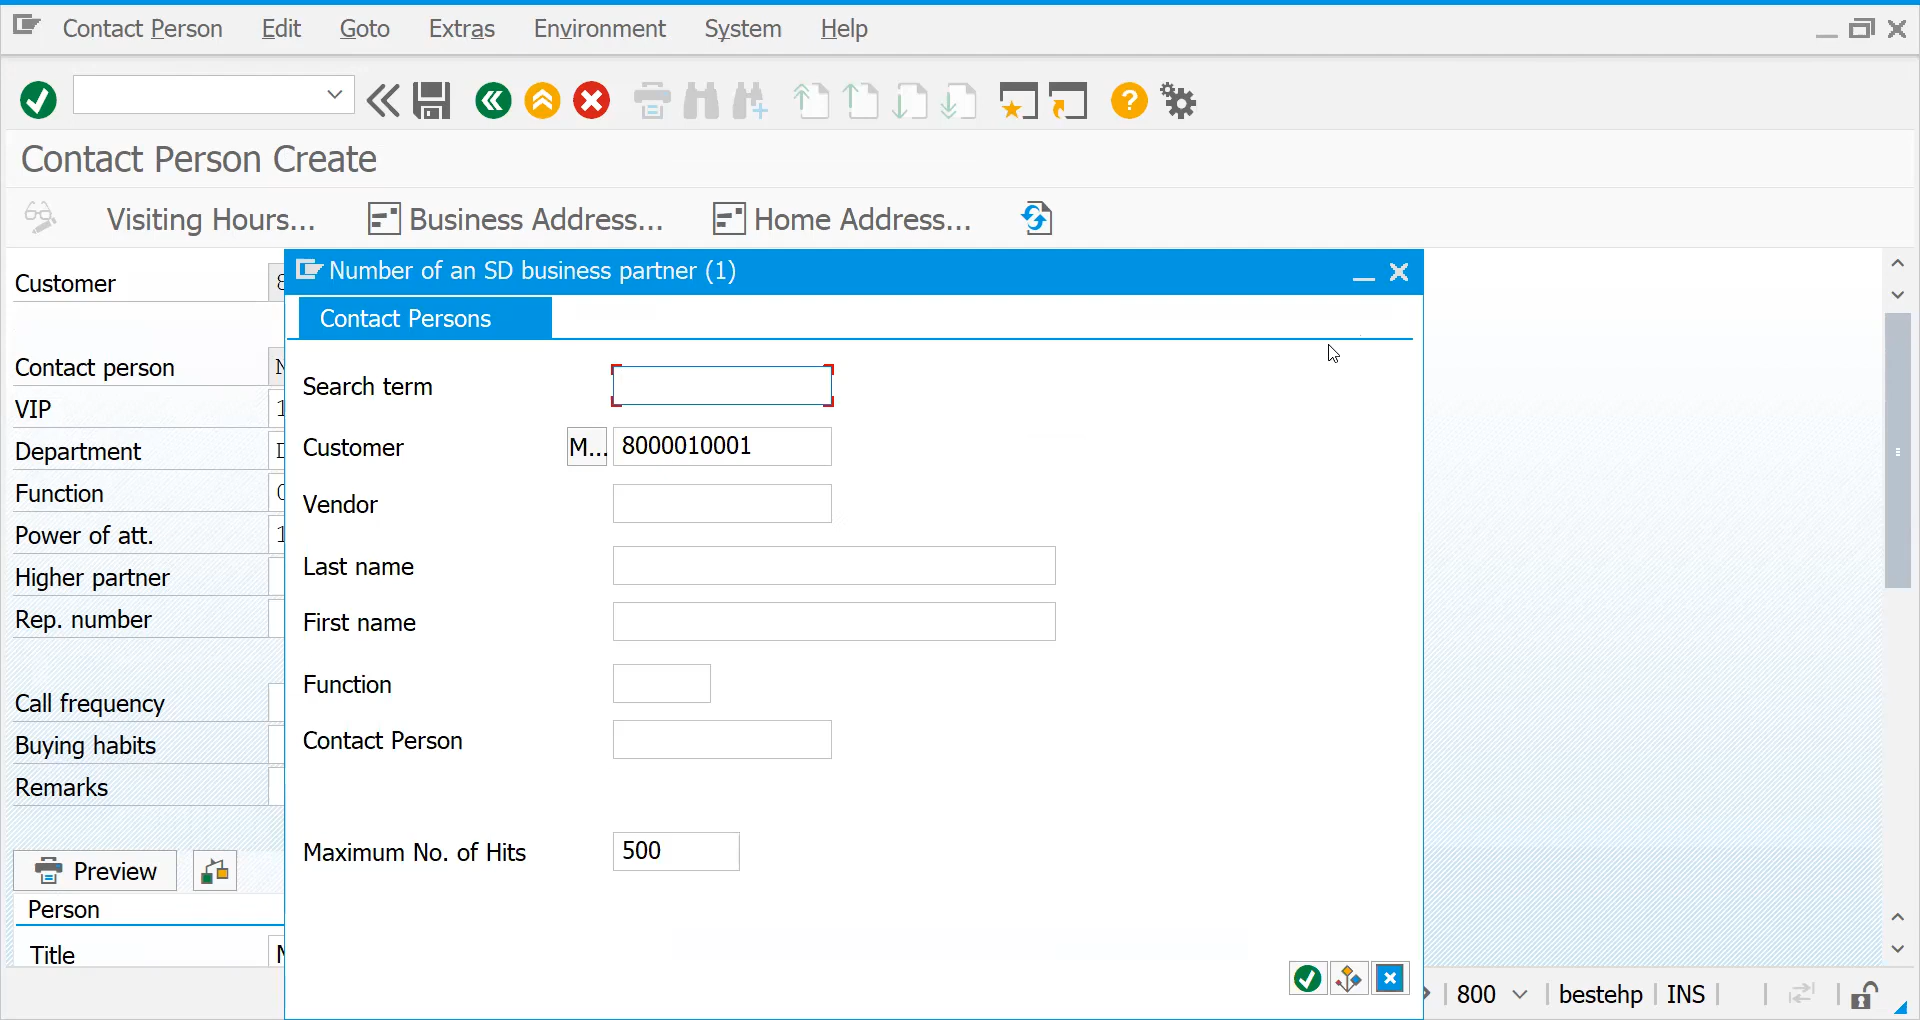 Contact Person Edit Goto Extras Environment System Help
Contact Person Create
Visiting Hours... Business Address... Home Address...
Customer
Contact person
VIP
Department
Function
Power of att.
Higher partner
Rep. number
Call frequency
Buying habits
Remarks
Preview
Person
Title
Number of an SD business partner (1)
Contact Persons
Search term
Customer M... 8000010001
Vendor
Last name
First name
Function
Contact Person
Maximum No. of Hits 500
800 bestehp INS